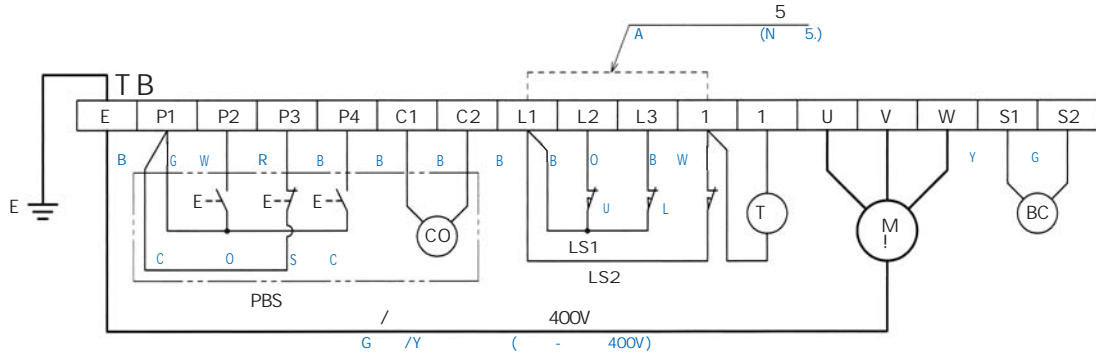 5
A (N 5.)
TB
E P1 P2 P3 P4 C1 C2 L1 L2 L3 1 1 U V W S1 S2
B G W R B B B B B O B W Y G
E E E E U L T M BC
CO !
C O S C LS1
LS2
PBS
/ 400V
G /Y ( - 400V)